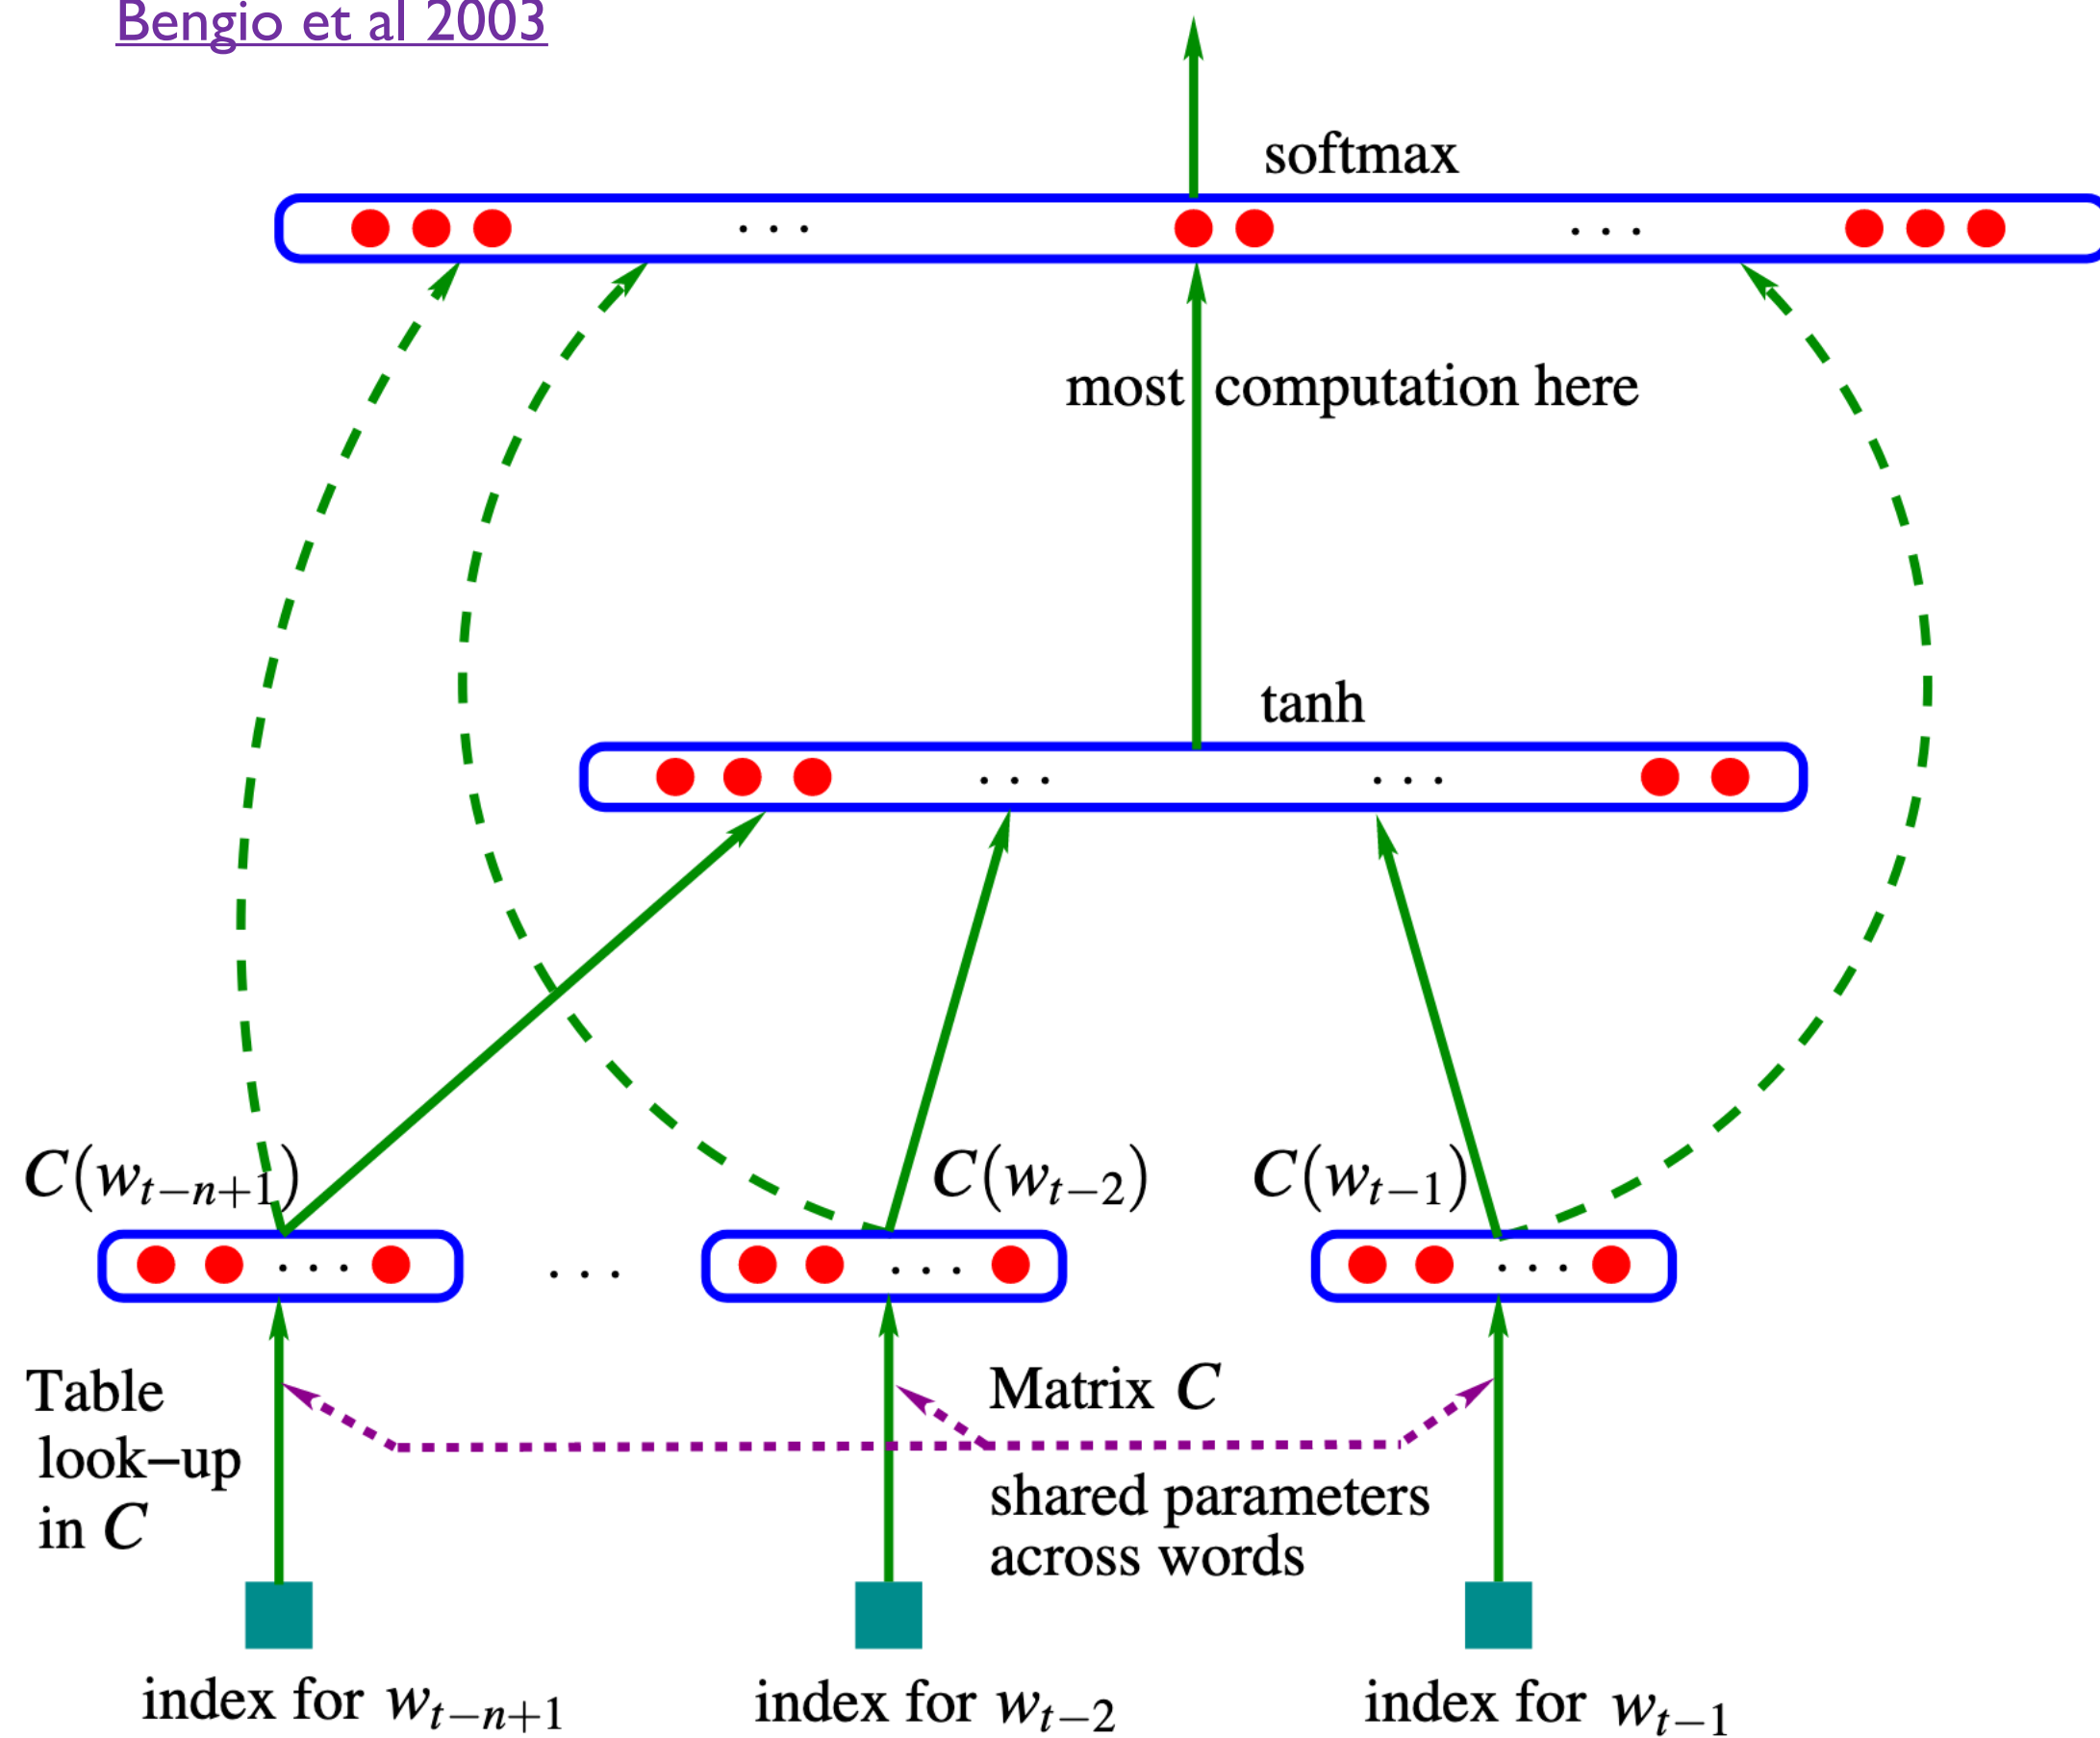 Bengio et al 2003
softmax
· · ·
· · ·
most computation here
tanh
· · ·
· · ·
C(w_{t−n+1})
C(w_{t−2})
C(w_{t−1})
· · ·
· · ·
· · ·
· · ·
Table
look−up
in C
Matrix C
shared parameters
across words
index for w_{t−n+1}
index for w_{t−2}
index for w_{t−1}